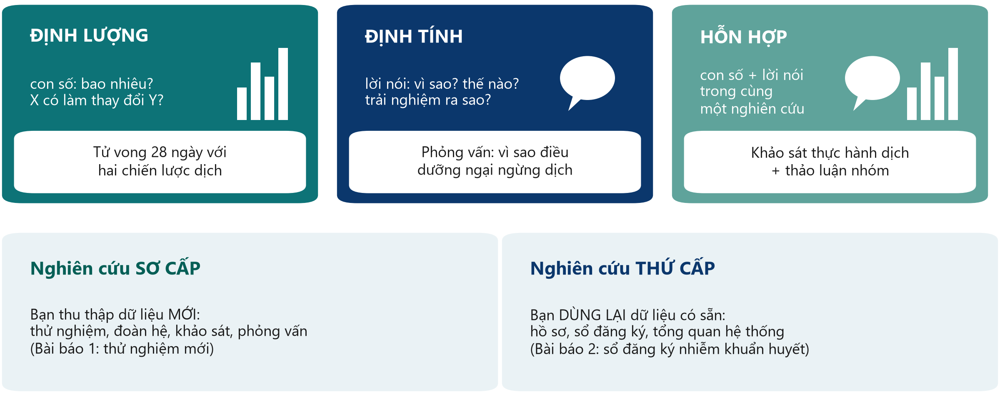 ĐỊNH LƯỢNG
con số: bao nhiêu?
X có làm thay đổi Y?
Tử vong 28 ngày với
hai chiến lược dịch
ĐỊNH TÍNH
lời nói: vì sao? thế nào?
trải nghiệm ra sao?
Phỏng vấn: vì sao điều
dưỡng ngại ngừng dịch
HỖN HỢP
con số + lời nói
trong cùng
một nghiên cứu
Khảo sát thực hành dịch
+ thảo luận nhóm
Nghiên cứu SƠ CẤP
Bạn thu thập dữ liệu MỚI:
thử nghiệm, đoàn hệ, khảo sát, phỏng vấn
(Bài báo 1: thử nghiệm mới)
Nghiên cứu THỨ CẤP
Bạn DÙNG LẠI dữ liệu có sẵn:
hồ sơ, sổ đăng ký, tổng quan hệ thống
(Bài báo 2: sổ đăng ký nhiễm khuẩn huyết)